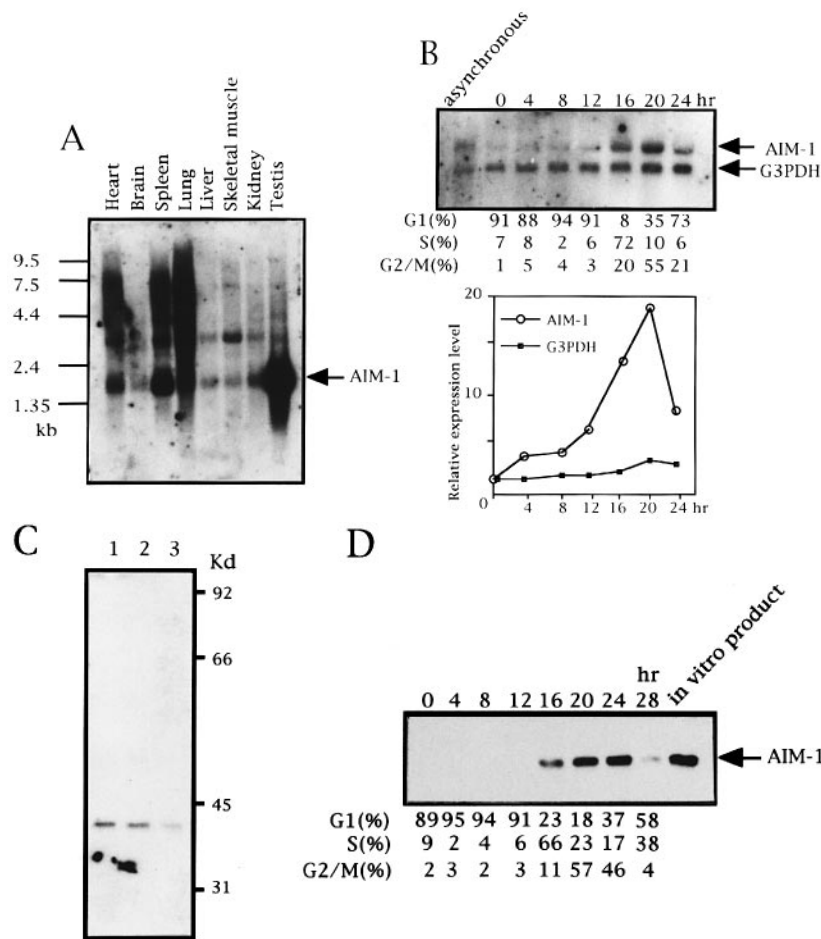 A
Heart
Brain
Spleen
Lung
Liver
Skeletal muscle
Kidney
Testis
9.5
7.5
4.4
2.4
1.35
kb
AIM-1
B
asynchronous
0 4 8 12 16 20 24 hr
AIM-1
G3PDH
G1(%) 91 88 94 91 8 35 73
S(%) 7 8 2 6 72 10 6
G2/M(%) 1 5 4 3 20 55 21
20
10
0
Relative expression level
AIM-1
G3PDH
4 8 12 16 20 24 hr
C
1 2 3
Kd
92
66
45
31
D
hr
0 4 8 12 16 20 24 28 in vitro product
AIM-1
G1(%) 89 95 94 91 23 18 37 58
S(%) 9 2 4 6 66 23 17 38
G2/M(%) 2 3 2 3 11 57 46 4